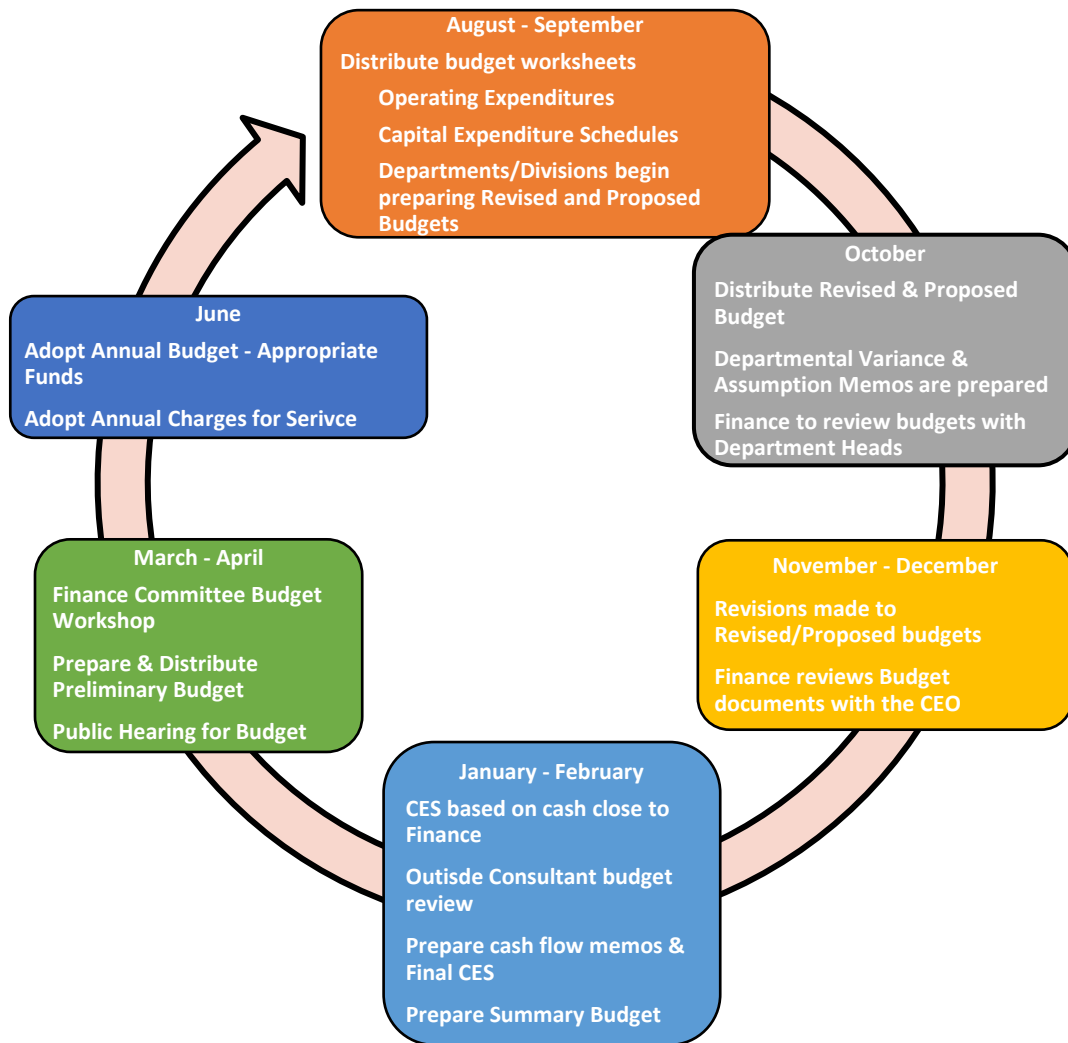 August - September
Distribute budget worksheets
Operating Expenditures
Capital Expenditure Schedules
Departments/Divisions begin
preparing Revised and Proposed
Budgets
October
Distribute Revised & Proposed
Budget
Departmental Variance &
Assumption Memos are prepared
Finance to review budgets with
Department Heads
November - December
Revisions made to
Revised/Proposed budgets
Finance reviews Budget
documents with the CEO
January - February
CES based on cash close to
Finance
Outisde Consultant budget
review
Prepare cash flow memos &
Final CES
Prepare Summary Budget
March - April
Finance Committee Budget
Workshop
Prepare & Distribute
Preliminary Budget
Public Hearing for Budget
June
Adopt Annual Budget - Appropriate
Funds
Adopt Annual Charges for Serivce